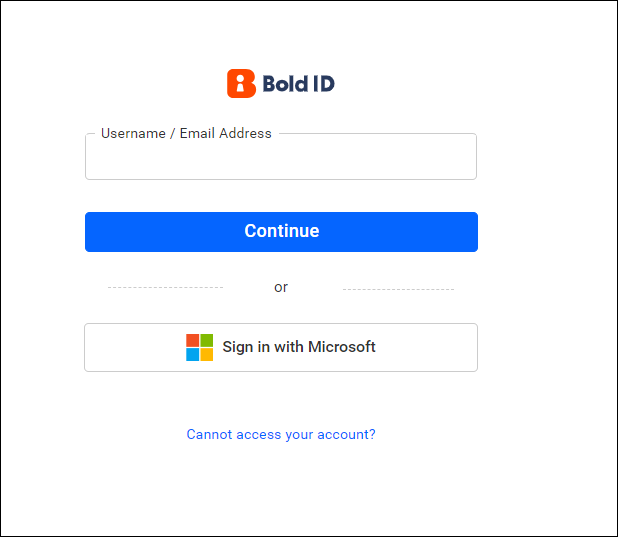 Bold ID
Username / Email Address
Continue
or
Sign in with Microsoft
Cannot access your account?